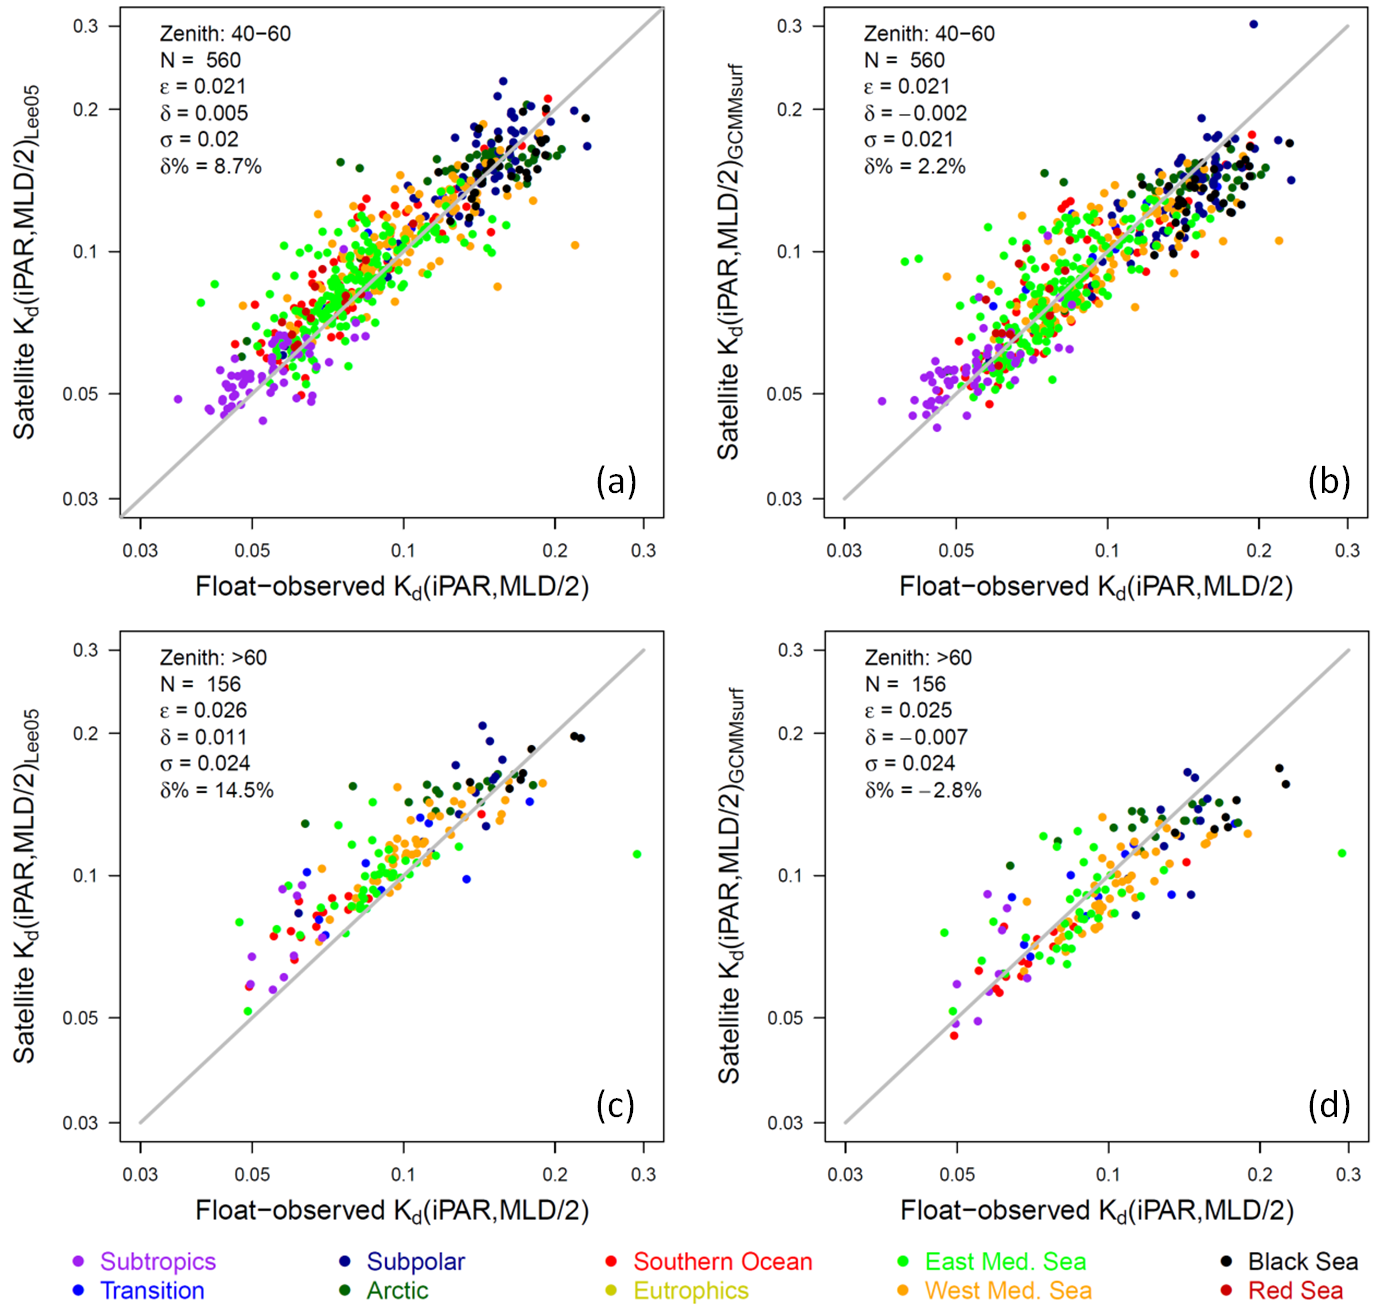 Zenith: 40−60
N = 560
ε = 0.021
δ = 0.005
σ = 0.02
δ% = 8.7%
(a)
0.3
0.2
0.1
0.05
0.03
0.03 0.05 0.1 0.2 0.3
Satellite Kd(iPAR,MLD/2)Lee05
Float−observed Kd(iPAR,MLD/2)
Zenith: 40−60
N = 560
ε = 0.021
δ = −0.002
σ = 0.021
δ% = 2.2%
(b)
0.3
0.2
0.1
0.05
0.03
0.03 0.05 0.1 0.2 0.3
Satellite Kd(iPAR,MLD/2)GCMMsurf
Float−observed Kd(iPAR,MLD/2)
Zenith: >60
N = 156
ε = 0.026
δ = 0.011
σ = 0.024
δ% = 14.5%
(c)
0.3
0.2
0.1
0.05
0.03
0.03 0.05 0.1 0.2 0.3
Satellite Kd(iPAR,MLD/2)Lee05
Float−observed Kd(iPAR,MLD/2)
Zenith: >60
N = 156
ε = 0.025
δ = −0.007
σ = 0.024
δ% = −2.8%
(d)
0.3
0.2
0.1
0.05
0.03
0.03 0.05 0.1 0.2 0.3
Satellite Kd(iPAR,MLD/2)GCMMsurf
Float−observed Kd(iPAR,MLD/2)
Subtropics Subpolar Southern Ocean East Med. Sea Black Sea
Transition Arctic Eutrophics West Med. Sea Red Sea